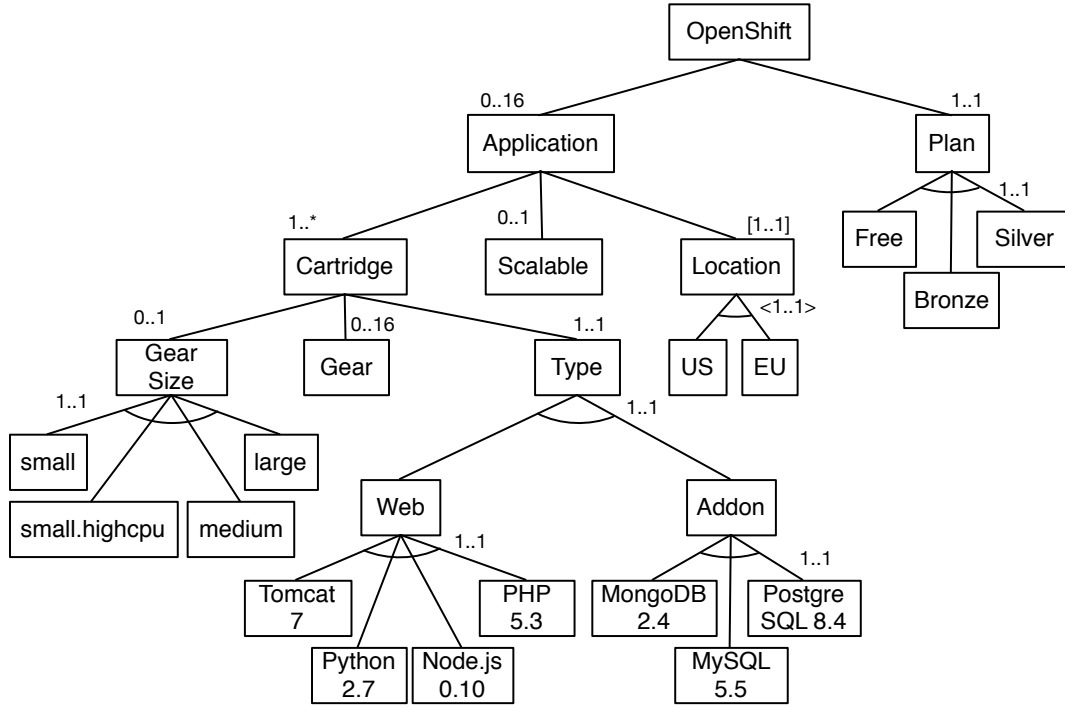 OpenShift
0..16
1..1
Application
Plan
1..*
0..1
[1..1]
1..1
Cartridge
Scalable
Location
Free
Silver
Bronze
0..1
0..16
1..1
<1..1>
Gear
Size
Gear
Type
US
EU
1..1
1..1
small
large
small.highcpu
medium
Web
Addon
1..1
1..1
Tomcat
7
PHP
5.3
MongoDB
2.4
Postgre
SQL 8.4
Python
2.7
Node.js
0.10
MySQL
5.5